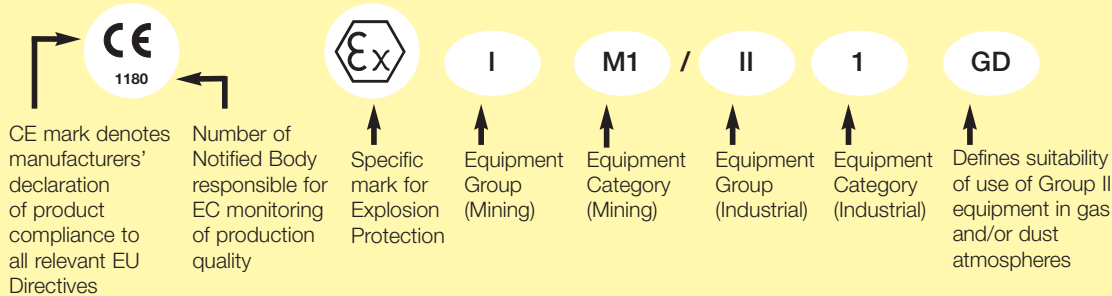 CE
1180
Ex
I
M1
/
II
1
GD
CE mark denotes
manufacturers'
declaration
of product
compliance to
all relevant EU
Directives
Number of
Notified Body
responsible for
EC monitoring
of production
quality
Specific
mark for
Explosion
Protection
Equipment
Group
(Mining)
Equipment
Category
(Mining)
Equipment
Group
(Industrial)
Equipment
Category
(Industrial)
Defines suitability
of use of Group II
equipment in gas
and/or dust
atmospheres